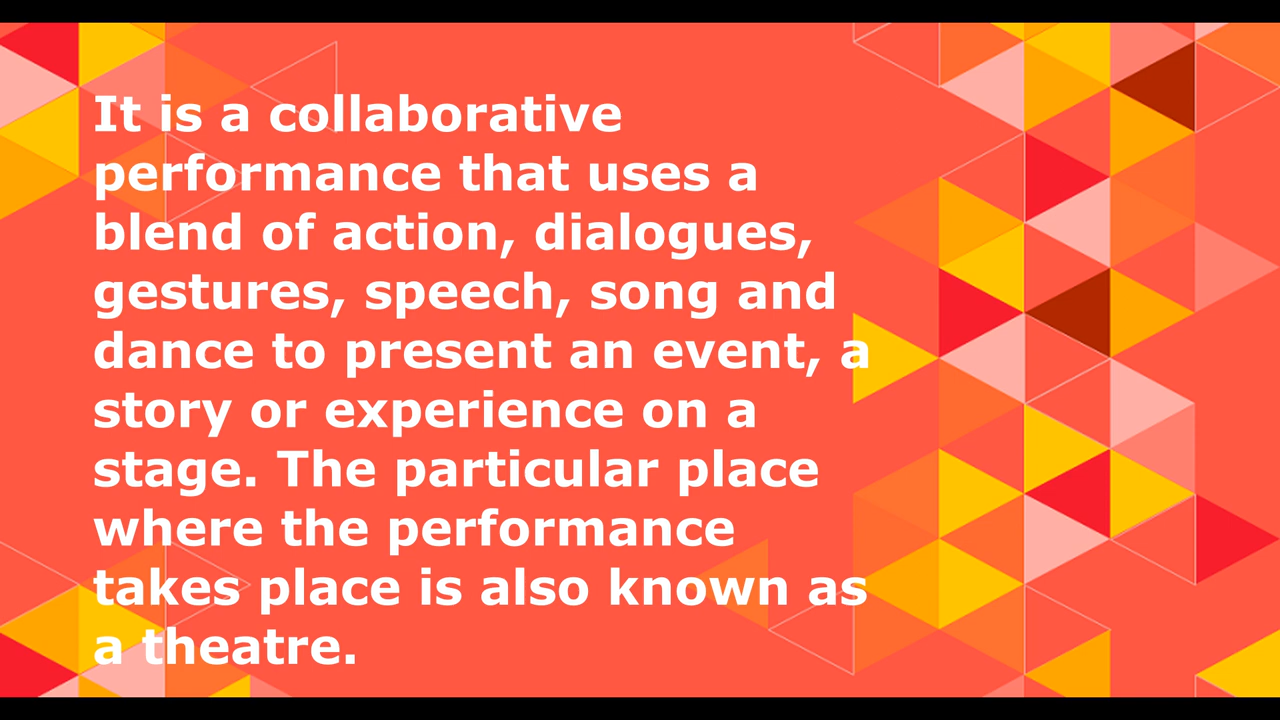 It is a collaborative
performance that uses a
blend of action, dialogues,
gestures, speech, song and
dance to present an event, a
story or experience on a
stage. The particular place
where the performance
takes place is also known as
a theatre.